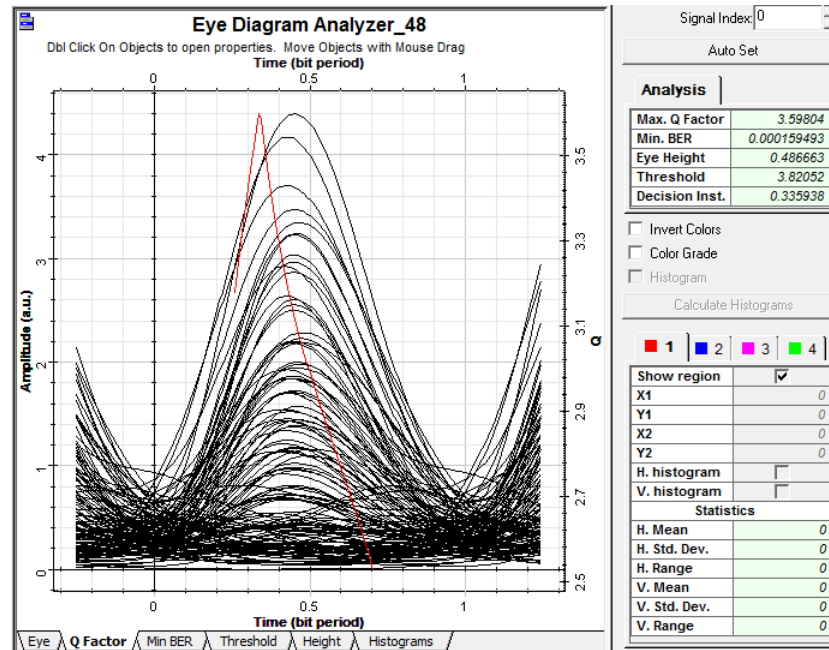 Eye Diagram Analyzer_48
Dbl Click On Objects to open properties. Move Objects with Mouse Drag
Time (bit period)
0 0.5 1
Amplitude (a.u.)
4
3
2
1
0
Q
3.5
3.3
3.1
2.9
2.7
2.5
0 0.5 1
Time (bit period)
Eye Q Factor Min BER Threshold Height Histograms
Signal Index: 0
Auto Set
Analysis
Max. Q Factor 3.59804
Min. BER 0.000159493
Eye Height 0.486663
Threshold 3.82052
Decision Inst. 0.335938
Invert Colors
Color Grade
Histogram
Calculate Histograms
1 2 3 4
Show region
X1 0
Y1 0
X2 0
Y2 0
H. histogram
V. histogram
Statistics
H. Mean 0
H. Std. Dev. 0
H. Range 0
V. Mean 0
V. Std. Dev. 0
V. Range 0